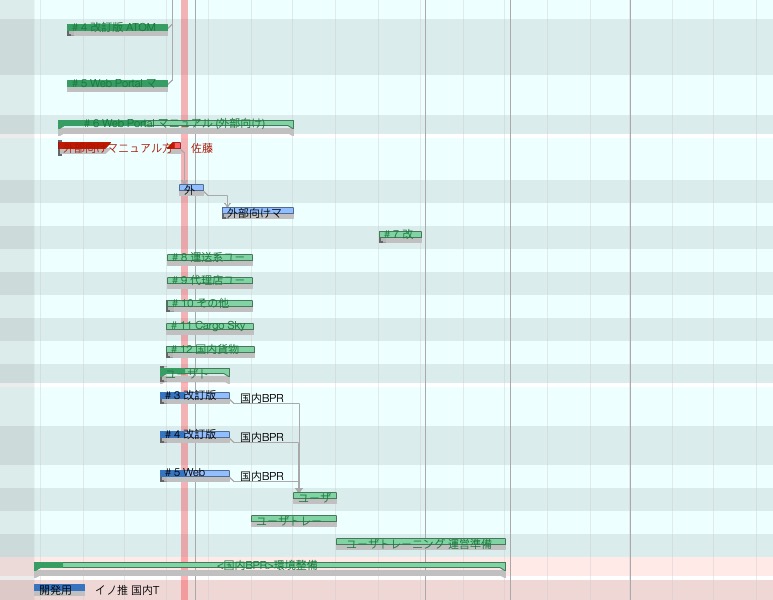 # 4 改訂版 ATOM
# 5 Web Portal マ
# 6 Web Portal マニュアル (外部向け)
外部向けマニュアル方 佐藤
外
外部向けマ
# 7 改
# 8 運送系ユー
# 9 代理店ユー
# 10 その他
# 11 Cargo Sky
# 12 国内貨物
ユーザト
# 3 改訂版 国内BPR
# 4 改訂版 国内BPR
# 5 Web 国内BPR
ユーザ
ユーザトレー
ユーザトレーニング 運営準備
<国内BPR>環境整備
開発用 イノ推 国内T